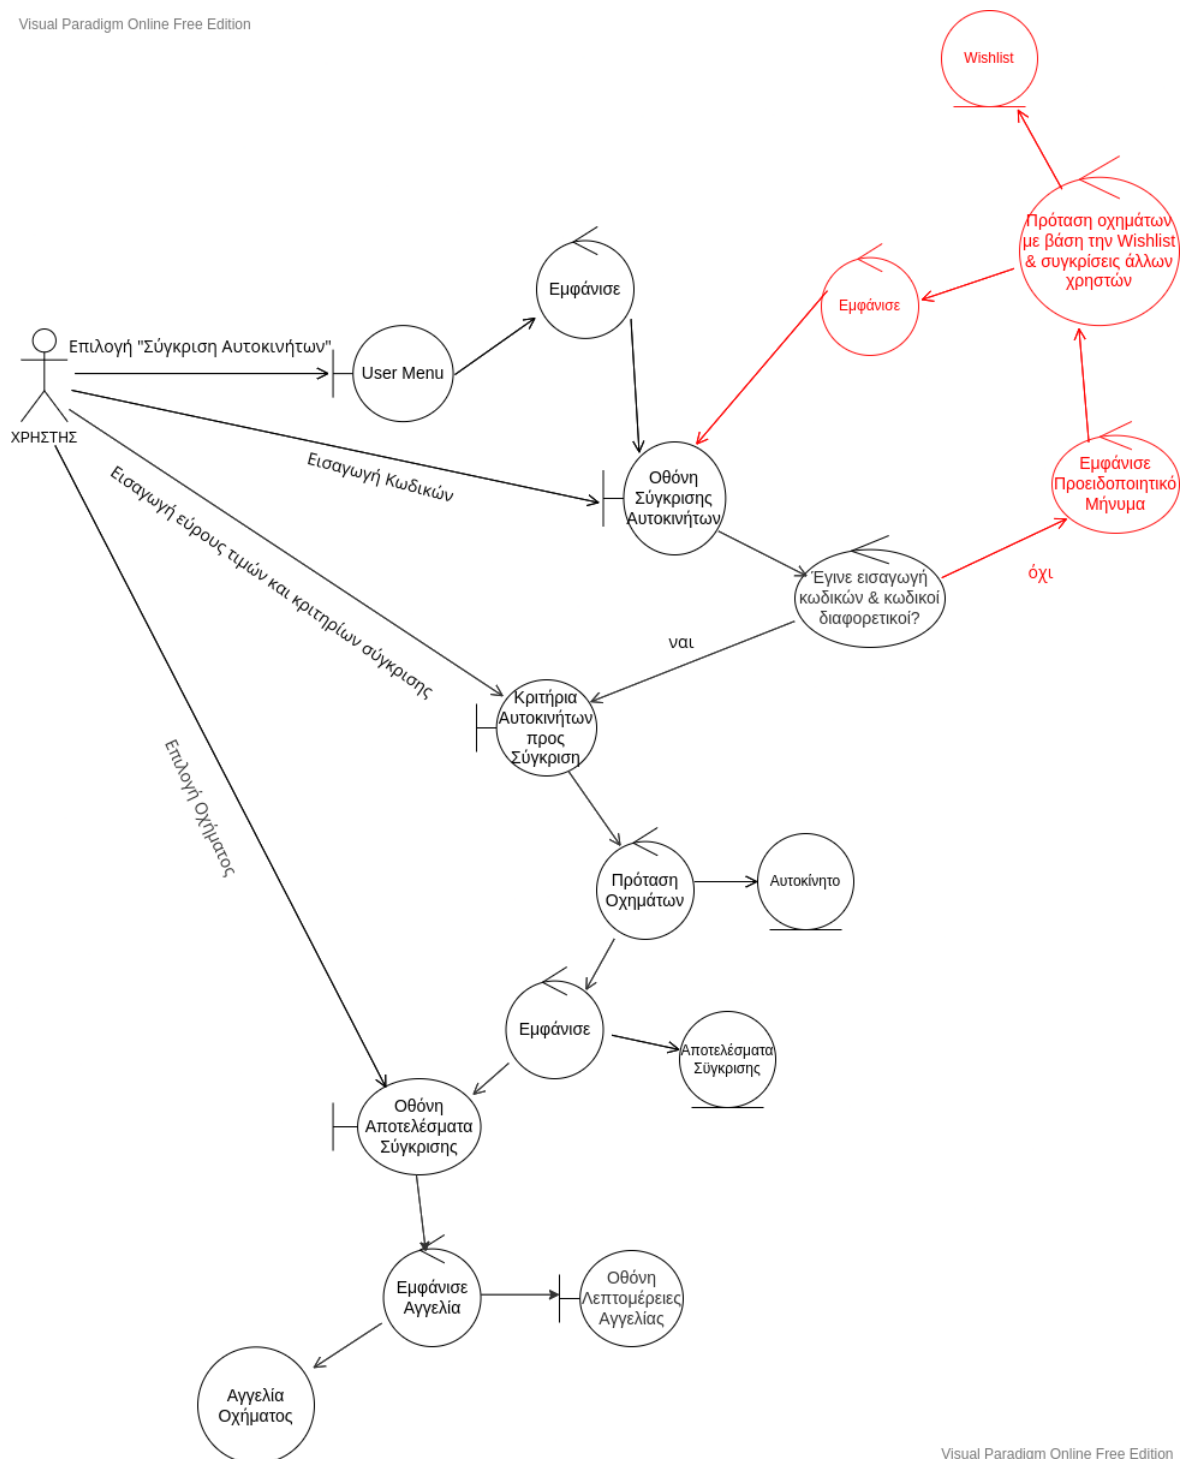 Visual Paradigm Online Free Edition
Wishlist
Πρόταση οχημάτων
με βάση την Wishlist
& συγκρίσεις άλλων
χρηστών
Εμφάνισε
Εμφάνισε
Επιλογή "Σύγκριση Αυτοκινήτων"
User Menu
ΧΡΗΣΤΗΣ
Εισαγωγή Κωδικών
Οθόνη
Σύγκρισης
Αυτοκινήτων
Εμφάνισε
Προειδοποιητικό
Μήνυμα
όχι
Έγινε εισαγωγή
κωδικών & κωδικοί
διαφορετικοί?
ναι
Εισαγωγή εύρους τιμών και κριτηρίων σύγκρισης
Κριτήρια
Αυτοκινήτων
προς
Σύγκριση
Επιλογή Οχήματος
Πρόταση
Οχημάτων
Αυτοκίνητο
Εμφάνισε
Αποτελέσματα
Σϋγκρισης
Οθόνη
Αποτελέσματα
Σύγκρισης
Εμφάνισε
Αγγελία
Οθόνη
Λεπτομέρειες
Αγγελίας
Αγγελία
Οχήματος
Visual Paradigm Online Free Edition